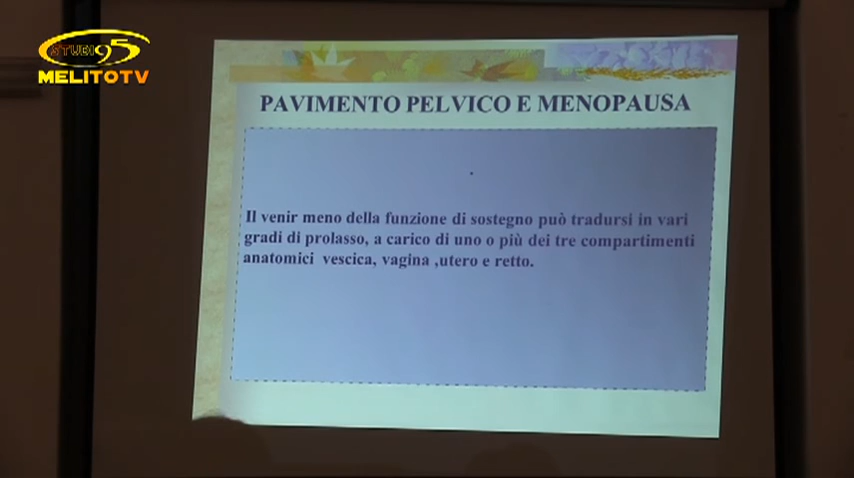 STUDI 95
MELITOTV
PAVIMENTO PELVICO E MENOPAUSA
Il venir meno della funzione di sostegno può tradursi in vari
gradi di prolasso, a carico di uno o più dei tre compartimenti
anatomici vescica, vagina ,utero e retto.